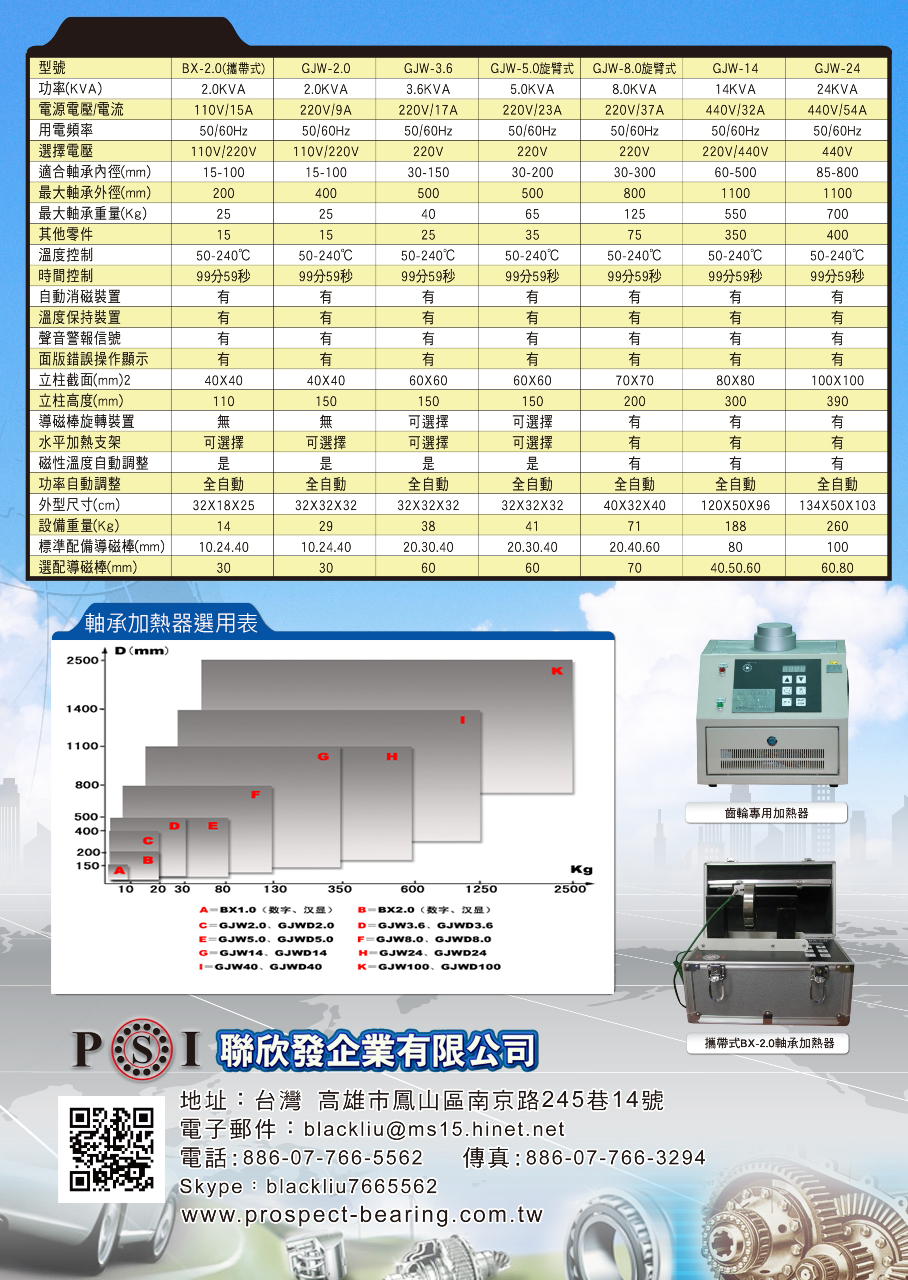 型號 BX-2.0(攜帶式) GJW-2.0 GJW-3.6 GJW-5.0旋臂式 GJW-8.0旋臂式 GJW-14 GJW-24
功率(KVA) 2.0KVA 2.0KVA 3.6KVA 5.0KVA 8.0KVA 14KVA 24KVA
電源電壓/電流 110V/15A 220V/9A 220V/17A 220V/23A 220V/37A 440V/32A 440V/54A
用電頻率 50/60Hz 50/60Hz 50/60Hz 50/60Hz 50/60Hz 50/60Hz 50/60Hz
選擇電壓 110V/220V 110V/220V 220V 220V 220V 220V/440V 440V
適合軸承內徑(mm) 15-100 15-100 30-150 30-200 30-300 60-500 85-800
最大軸承外徑(mm) 200 400 500 500 800 1100 1100
最大軸承重量(Kg) 25 25 40 65 125 550 700
其他零件 15 15 25 35 75 350 400
溫度控制 50-240℃ 50-240℃ 50-240℃ 50-240℃ 50-240℃ 50-240℃ 50-240℃
時間控制 99分59秒 99分59秒 99分59秒 99分59秒 99分59秒 99分59秒 99分59秒
自動消磁裝置 有 有 有 有 有 有 有
溫度保持裝置 有 有 有 有 有 有 有
聲音警報信號 有 有 有 有 有 有 有
面版錯誤操作顯示 有 有 有 有 有 有 有
立柱截面(mm)2 40X40 40X40 60X60 60X60 70X70 80X80 100X100
立柱高度(mm) 110 150 150 150 200 300 390
導磁棒旋轉裝置 無 無 可選擇 可選擇 有 有 有
水平加熱支架 可選擇 可選擇 可選擇 可選擇 有 有 有
磁性溫度自動調整 是 是 是 是 有 有 有
功率自動調整 全自動 全自動 全自動 全自動 全自動 全自動 全自動
外型尺寸(cm) 32X18X25 32X32X32 32X32X32 32X32X32 40X32X40 120X50X96 134X50X103
設備重量(Kg) 14 29 38 41 71 188 260
標準配備導磁棒(mm) 10.24.40 10.24.40 20.30.40 20.30.40 20.40.60 80 100
選配導磁棒(mm) 30 30 60 60 70 40.50.60 60.80
軸承加熱器選用表
D(mm)
2500 K
1400 I
1100 G H
800 F
500 D E
400 C
200 B
150 A
Kg
10 20 30 80 130 350 600 1250 2500
A=BX1.0（数字、汉显） B=BX2.0（数字、汉显）
C=GJW2.0、GJWD2.0 D=GJW3.6、GJWD3.6
E=GJW5.0、GJWD5.0 F=GJW8.0、GJWD8.0
G=GJW14、GJWD14 H=GJW24、GJWD24
I=GJW40、GJWD40 K=GJW100、GJWD100
齒輪專用加熱器
攜帶式BX-2.0軸承加熱器
PSI 聯欣發企業有限公司
地址：台灣 高雄市鳳山區南京路245巷14號
電子郵件：blackliu@ms15.hinet.net
電話:886-07-766-5562 傳真:886-07-766-3294
Skype：blackliu7665562
www.prospect-bearing.com.tw